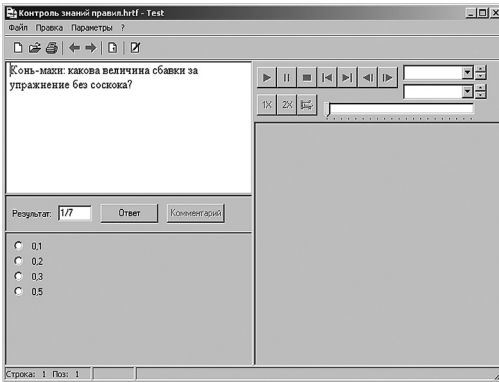 Контроль знаний правил.hrtf - Test
Файл Правка Параметры ?
Конь-махи: какова величина сбавки за
упражнение без соскока?
1X 2X
Результат: 1/7 Ответ Комментарий
0,1
0,2
0,3
0,5
Строка: 1 Поз: 1